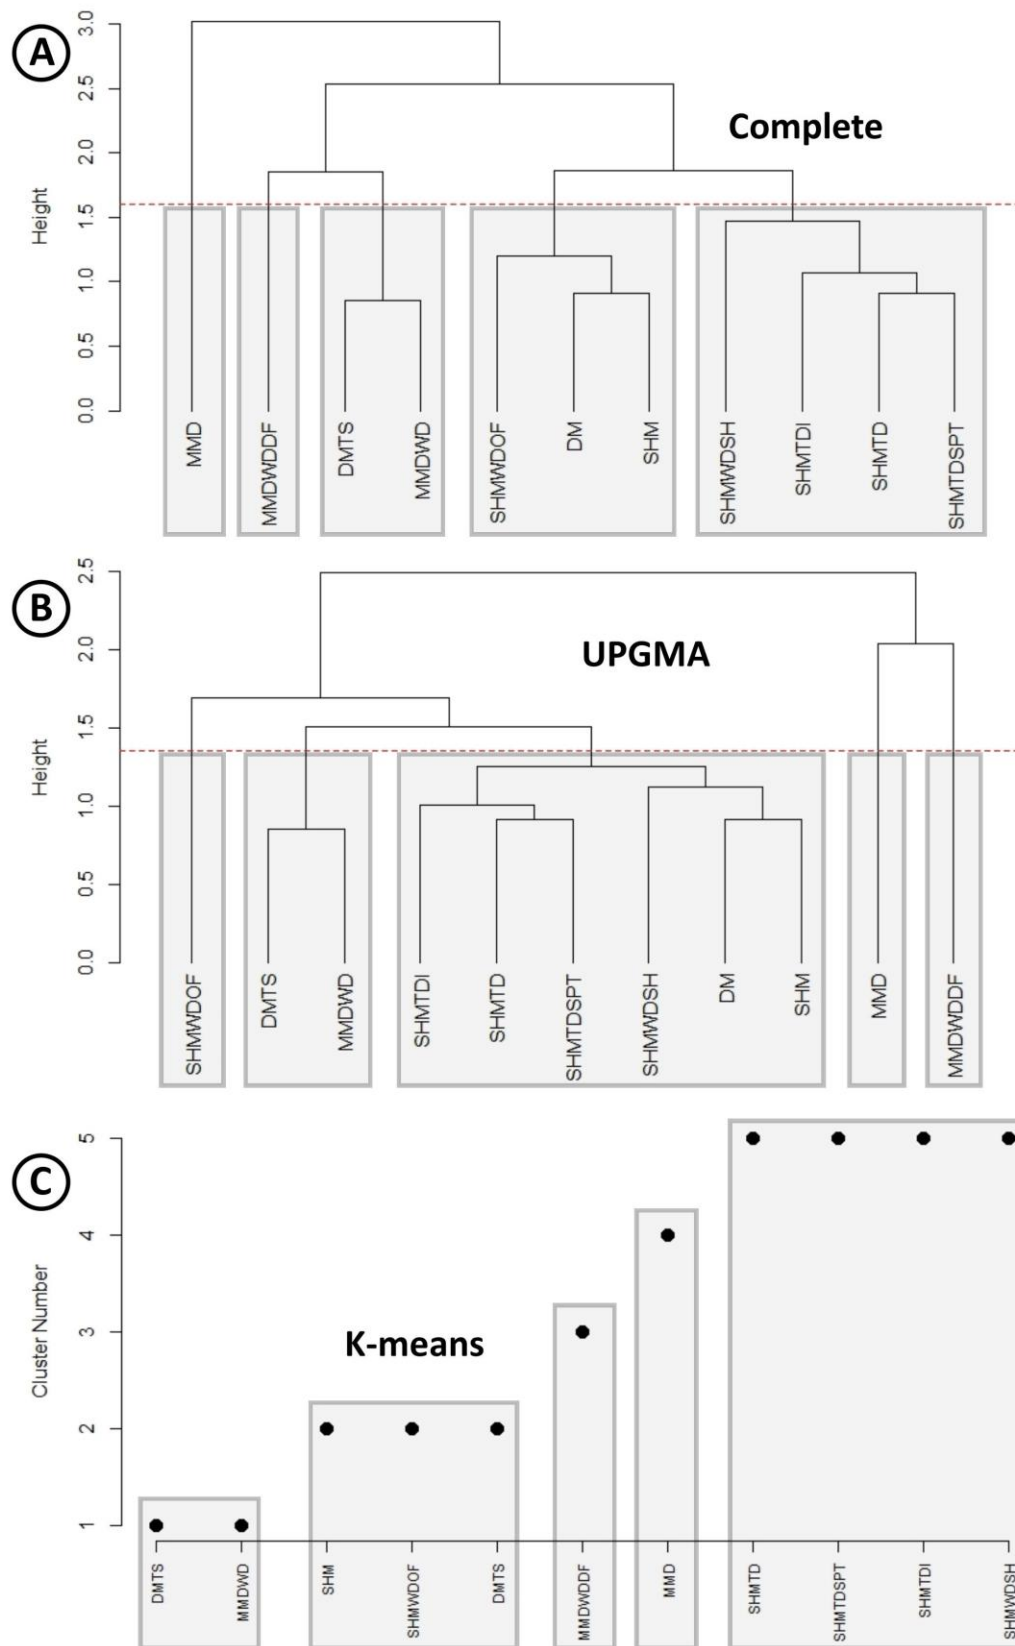 A
Complete
Height
3.0
2.5
2.0
1.5
1.0
0.5
0.0
MMD
MMDWDDF
DMTS
MMDWD
SHMWDOF
DM
SHM
SHMWDSH
SHMTDI
SHMTD
SHMTDSPT
B
UPGMA
Height
2.5
2.0
1.5
1.0
0.5
0.0
SHMWDOF
DMTS
MMDWD
SHMTDI
SHMTD
SHMTDSPT
SHMWDSH
DM
SHM
MMD
MMDWDDF
C
K-means
Cluster Number
5
4
3
2
1
DMTS
MMDWD
SHM
SHMWDOF
DMTS
MMDWDDF
MMD
SHMTD
SHMTDSPT
SHMTDI
SHMWDSH